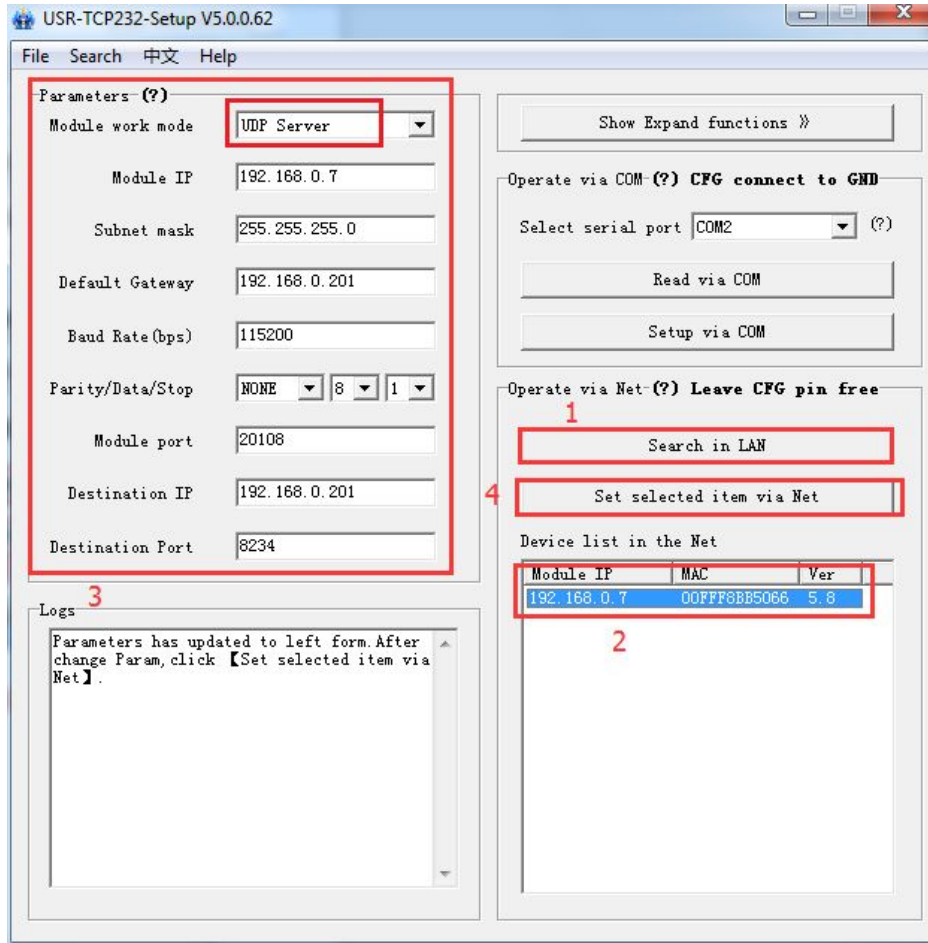 USR-TCP232-Setup V5.0.0.62
File Search 中文 Help
Parameters (?)
Module work mode UDP Server
Module IP 192.168.0.7
Subnet mask 255.255.255.0
Default Gateway 192.168.0.201
Baud Rate(bps) 115200
Parity/Data/Stop NONE 8 1
Module port 20108
Destination IP 192.168.0.201
Destination Port 8234
3
Logs
Parameters has updated to left form.After
change Param,click 【Set selected item via
Net】.
Show Expand functions 》
Operate via COM-(?) CFG connect to GND
Select serial port COM2 (?)
Read via COM
Setup via COM
Operate via Net-(?) Leave CFG pin free
1
Search in LAN
4 Set selected item via Net
Device list in the Net
Module IP MAC Ver
192.168.0.7 00FFF8BB5066 5.8
2